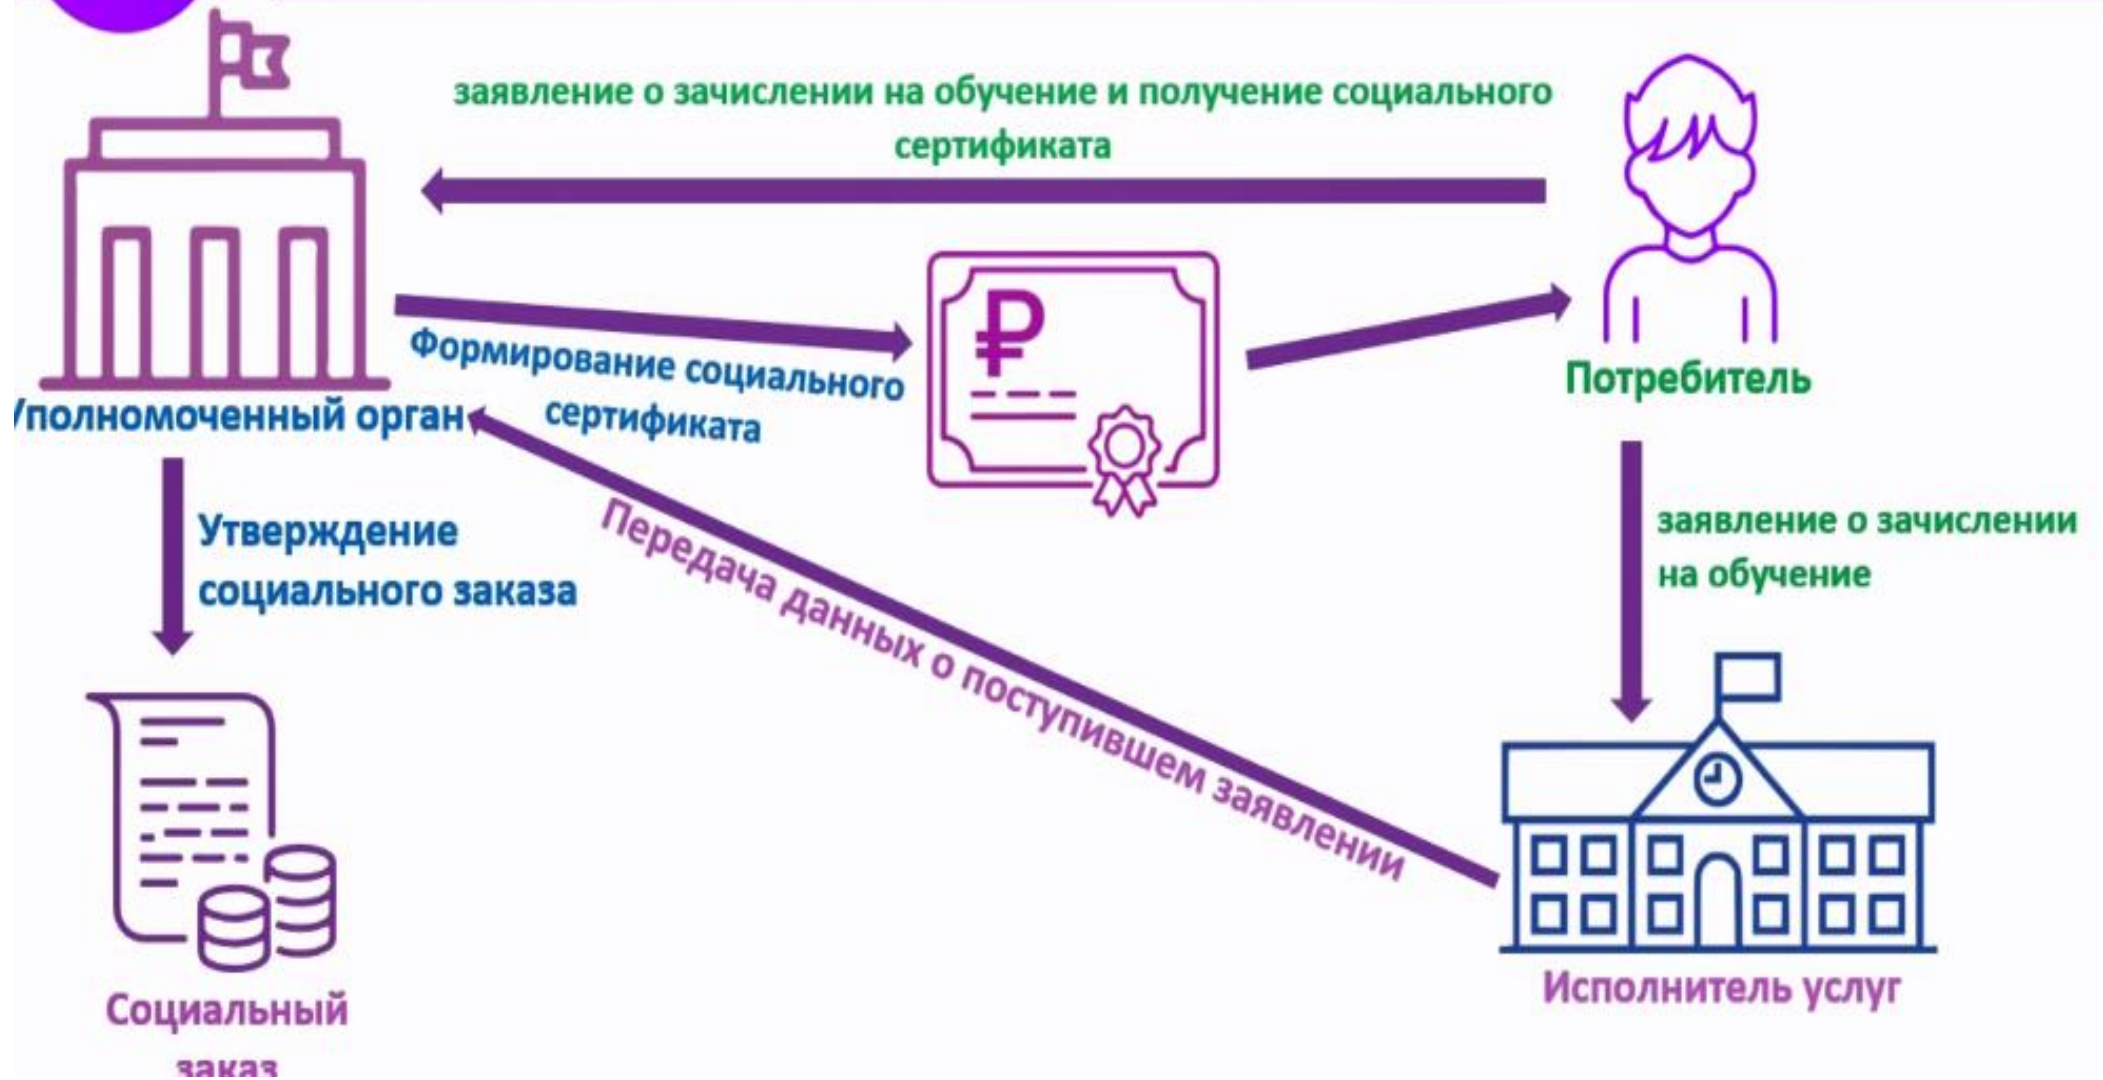 заявление о зачислении на обучение и получение социального
сертификата
Формирование социального
сертификата
Потребитель
Уполномоченный орган
Утверждение
социального заказа
Передача данных о поступившем заявлении
заявление о зачислении
на обучение
Исполнитель услуг
Социальный
заказ